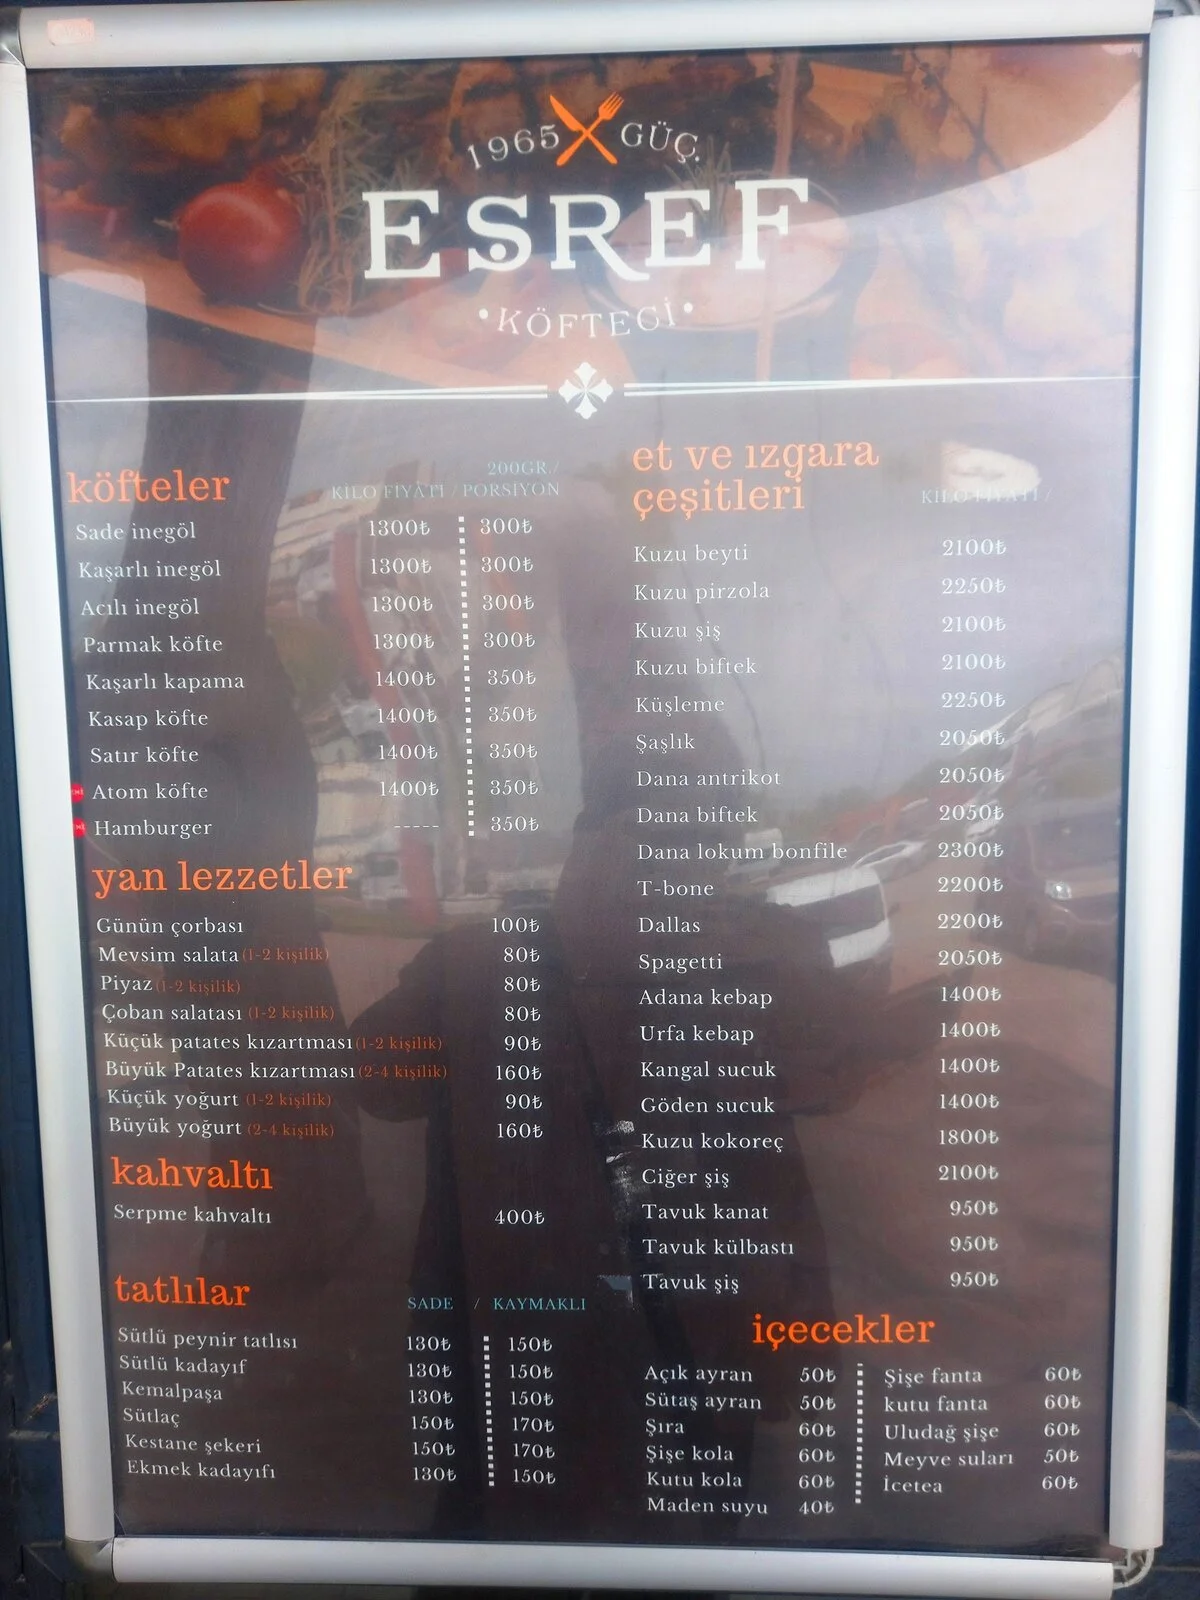 1965 GÜÇ.
EŞREF
•KÖFTECİ•
köfteler
KİLO FİYATI / 200GR./PORSİYON
Sade inegöl 1300₺ 300₺
Kaşarlı inegöl 1300₺ 300₺
Acılı inegöl 1300₺ 300₺
Parmak köfte 1300₺ 300₺
Kaşarlı kapama 1400₺ 350₺
Kasap köfte 1400₺ 350₺
Satır köfte 1400₺ 350₺
Atom köfte 1400₺ 350₺
Hamburger ----- 350₺
yan lezzetler
Günün çorbası 100₺
Mevsim salata (1-2 kişilik) 80₺
Piyaz (1-2 kişilik) 80₺
Çoban salatası (1-2 kişilik) 80₺
Küçük patates kızartması (1-2 kişilik) 90₺
Büyük Patates kızartması (2-4 kişilik) 160₺
Küçük yoğurt (1-2 kişilik) 90₺
Büyük yoğurt (2-4 kişilik) 160₺
kahvaltı
Serpme kahvaltı 400₺
tatlılar
SADE / KAYMAKLI
Sütlü peynir tatlısı 130₺ 150₺
Sütlü kadayıf 130₺ 150₺
Kemalpaşa 130₺ 150₺
Sütlaç 150₺ 170₺
Kestane şekeri 150₺ 170₺
Ekmek kadayıfı 130₺ 150₺
et ve ızgara
çeşitleri
KİLO FİYATI /
Kuzu beyti 2100₺
Kuzu pirzola 2250₺
Kuzu şiş 2100₺
Kuzu biftek 2100₺
Küşleme 2250₺
Şaşlık 2050₺
Dana antrikot 2050₺
Dana biftek 2050₺
Dana lokum bonfile 2300₺
T-bone 2200₺
Dallas 2200₺
Spagetti 2050₺
Adana kebap 1400₺
Urfa kebap 1400₺
Kangal sucuk 1400₺
Göden sucuk 1400₺
Kuzu kokoreç 1800₺
Ciğer şiş 2100₺
Tavuk kanat 950₺
Tavuk külbastı 950₺
Tavuk şiş 950₺
içecekler
Açık ayran 50₺
Sütaş ayran 50₺
Şıra 60₺
Şişe kola 60₺
Kutu kola 60₺
Maden suyu 40₺
Şişe fanta 60₺
kutu fanta 60₺
Uludağ şişe 60₺
Meyve suları 50₺
İcetea 60₺